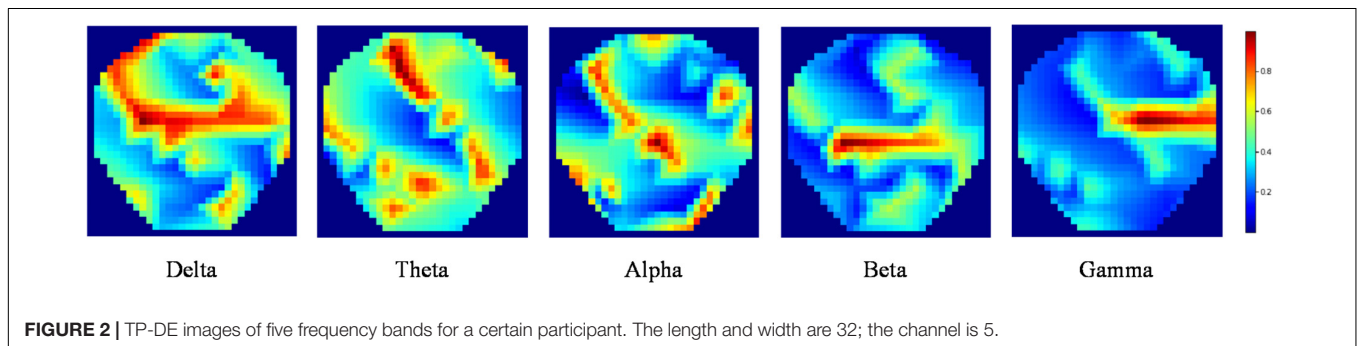 0.8
0.6
0.4
0.2
Delta Theta Alpha Beta Gamma
FIGURE 2 | TP-DE images of five frequency bands for a certain participant. The length and width are 32; the channel is 5.